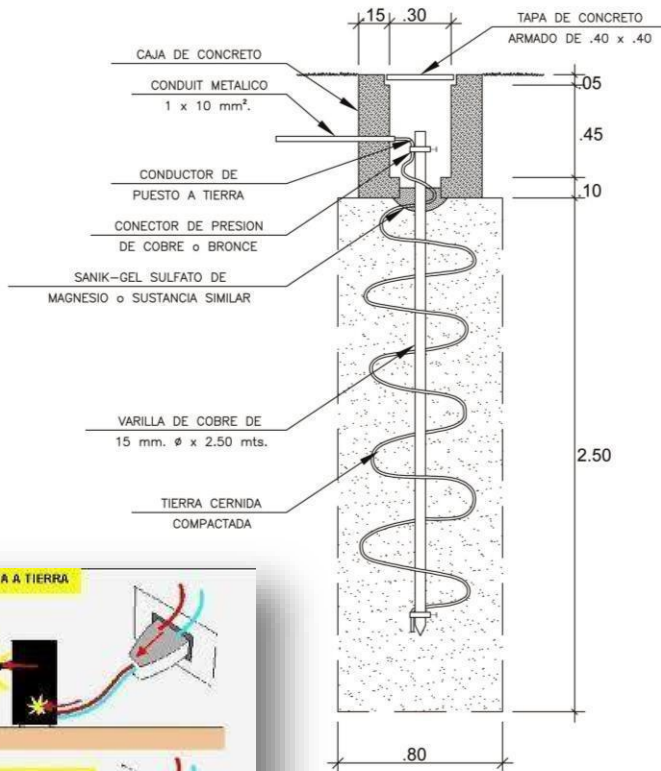 .15 .30
TAPA DE CONCRETO
ARMADO DE .40 x .40
CAJA DE CONCRETO
CONDUIT METALICO
1 x 10 mm².
.05
.45
.10
CONDUCTOR DE
PUESTO A TIERRA
CONECTOR DE PRESION
DE COBRE o BRONCE
SANIK-GEL SULFATO DE
MAGNESIO o SUSTANCIA SIMILAR
VARILLA DE COBRE DE
15 mm. ø x 2.50 mts.
2.50
TIERRA CERNIDA
COMPACTADA
A A TIERRA
.80